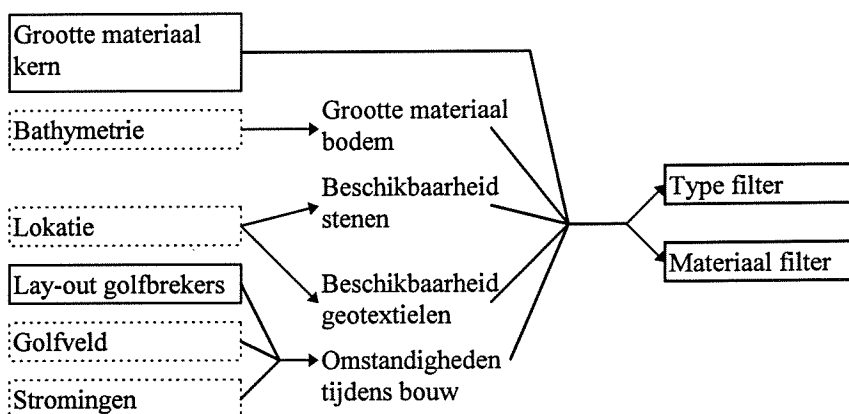 Grootte materiaal
kern
Bathymetrie
Grootte materiaal
bodem
Beschikbaarheid
stenen
Lokatie
Type filter
Materiaal filter
Lay-out golfbrekers
Beschikbaarheid
geotextielen
Golfveld
Omstandigheden
tijdens bouw
Stromingen